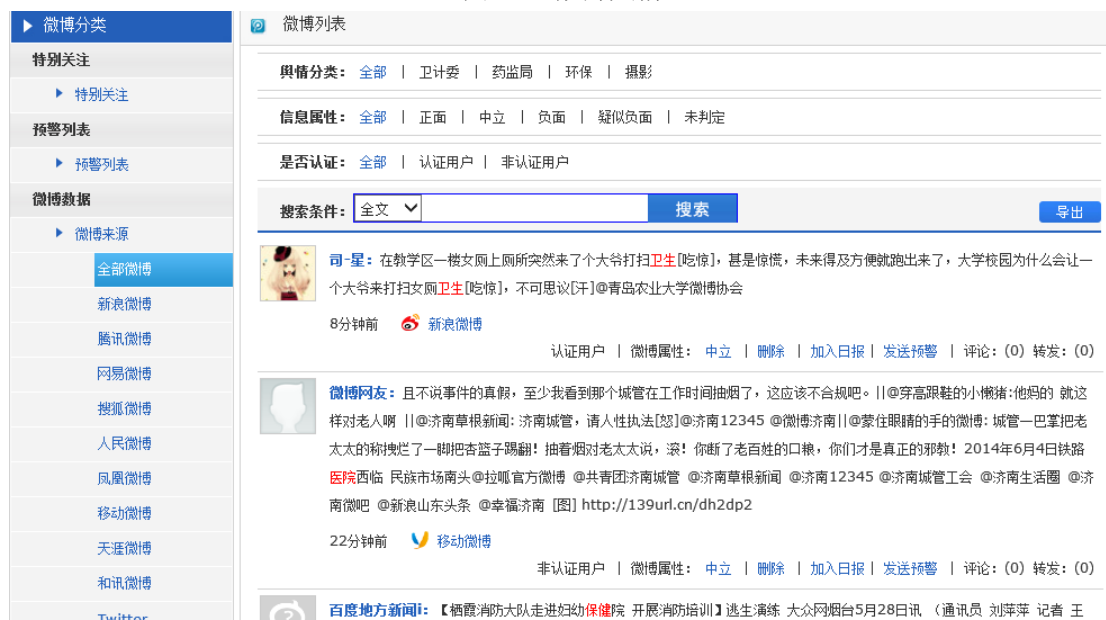 微博分类
特别关注
特别关注
预警列表
预警列表
微博数据
微博来源
全部微博
新浪微博
腾讯微博
网易微博
搜狐微博
人民微博
凤凰微博
移动微博
天涯微博
和讯微博
Twitter
微博列表
舆情分类： 全部 | 卫计委 | 药监局 | 环保 | 摄影
信息属性： 全部 | 正面 | 中立 | 负面 | 疑似负面 | 未判定
是否认证： 全部 | 认证用户 | 非认证用户
搜索条件： 全文 搜索 导出
司-星：在教学区一楼女厕上厕所突然来了个大爷打扫卫生[吃惊]，甚是惊慌，未来得及方便就跑出来了，大学校园为什么会让一
个大爷来打扫女厕卫生[吃惊]，不可思议[汗]@青岛农业大学微博协会
8分钟前 新浪微博
认证用户 | 微博属性： 中立 | 删除 | 加入日报 | 发送预警 | 评论：(0) 转发：(0)
微博网友：且不说事件的真假，至少我看到那个城管在工作时间抽烟了，这应该不合规吧。||@穿高跟鞋的小懒猪:他妈的 就这
样对老人啊 ||@济南草根新闻: 济南城管，请人性执法[怒]@济南12345 @微博济南||@蒙住眼睛的手的微博: 城管一巴掌把老
太太的称拽烂了一脚把杏篮子踢翻！抽着烟对老太太说，滚！你断了老百姓的口粮，你们才是真正的邪教！2014年6月4日铁路
医院西临 民族市场南头@拉呱官方微博 @共青团济南城管 @济南草根新闻 @济南12345 @济南城管工会 @济南生活圈 @济
南微吧 @新浪山东头条 @幸福济南 [图] http://139url.cn/dh2dp2
22分钟前 移动微博
非认证用户 | 微博属性： 中立 | 删除 | 加入日报 | 发送预警 | 评论：(0) 转发：(0)
百度地方新闻i：【栖霞消防大队走进妇幼保健院 开展消防培训】逃生演练 大众网烟台5月28日讯 （通讯员 刘萍萍 记者 王